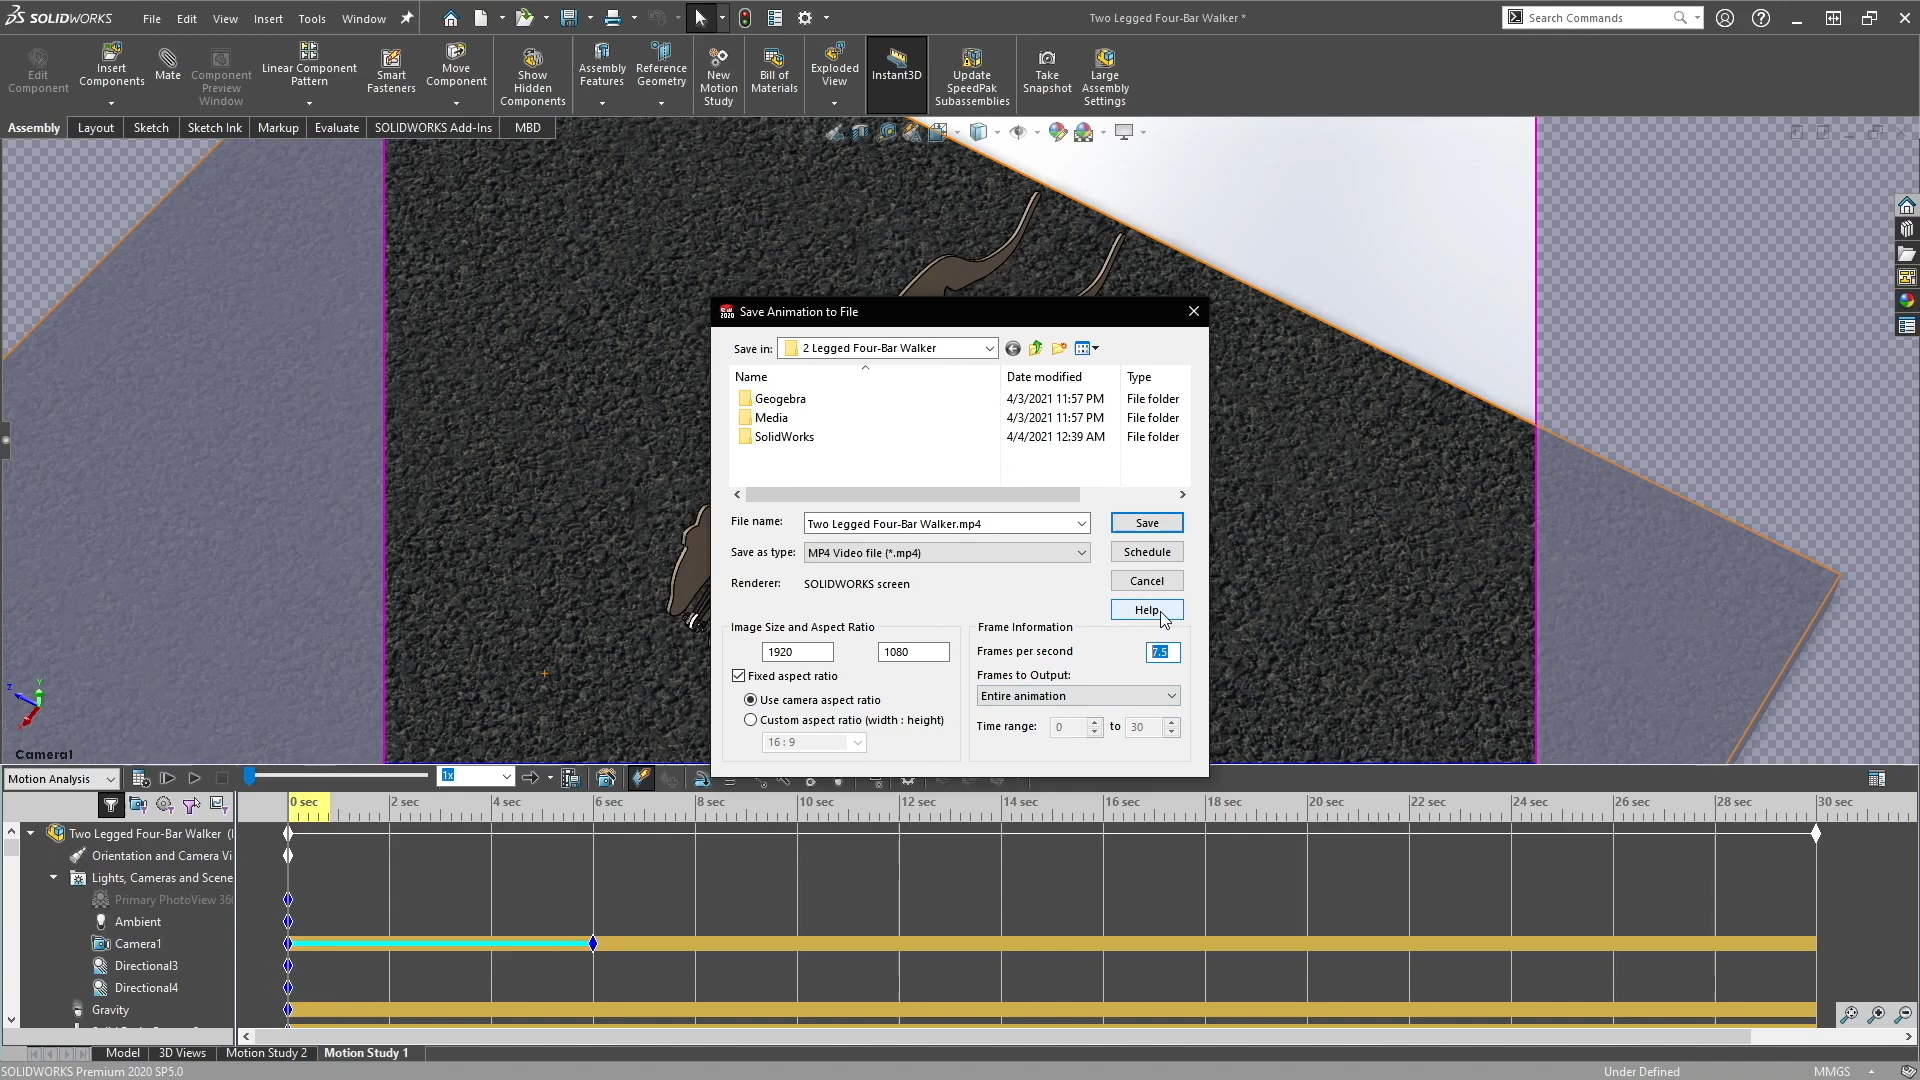 SOLIDWORKS File Edit View Insert Tools Window Two Legged Four-Bar Walker * Search Commands
Edit Component
Insert Components
Mate
Component Preview Window
Linear Component Pattern
Smart Fasteners
Move Component
Show Hidden Components
Assembly Features
Reference Geometry
New Motion Study
Bill of Materials
Exploded View
Instant3D
Update SpeedPak Subassemblies
Take Snapshot
Large Assembly Settings
Assembly Layout Sketch Sketch Ink Markup Evaluate SOLIDWORKS Add-Ins MBD
Save Animation to File
Save in: 2 Legged Four-Bar Walker
Name Date modified Type
Geogebra 4/3/2021 11:57 PM File folder
Media 4/3/2021 11:57 PM File folder
SolidWorks 4/4/2021 12:39 AM File folder
File name: Two Legged Four-Bar Walker.mp4 Save
Save as type: MP4 Video file (*.mp4) Schedule
Renderer: SOLIDWORKS screen Cancel
Help
Image Size and Aspect Ratio Frame Information
1920 1080 Frames per second 7.5
Fixed aspect ratio Frames to Output:
Use camera aspect ratio Entire animation
Custom aspect ratio (width : height) Time range: 0 to 30
16 : 9
Z Y
Camera1
Motion Analysis 1x
0 sec 2 sec 4 sec 6 sec 8 sec 10 sec 12 sec 14 sec 16 sec 18 sec 20 sec 22 sec 24 sec 26 sec 28 sec 30 sec
Two Legged Four-Bar Walker (
Orientation and Camera Vi
Lights, Cameras and Scene
Primary PhotoView 36
Ambient
Camera1
Directional3
Directional4
Gravity
Model 3D Views Motion Study 2 Motion Study 1
SOLIDWORKS Premium 2020 SP5.0 Under Defined MMGS